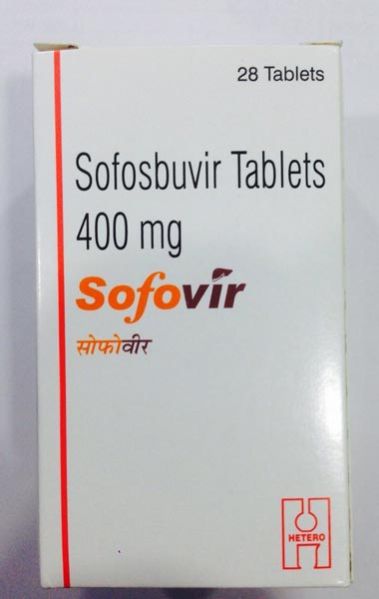 28 Tablets
Sofosbuvir Tablets
400 mg
Sofovir
सोफोवीर
HETERO